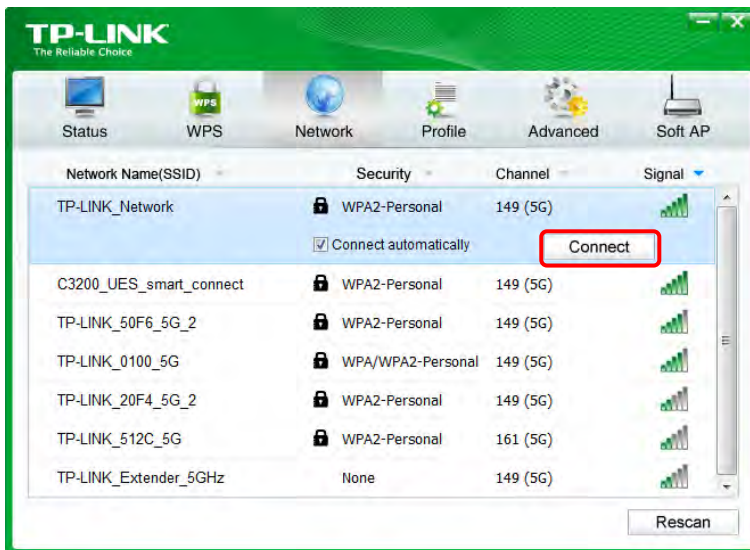 TP-LINK
The Reliable Choice
WPS
Status WPS Network Profile Advanced Soft AP
Network Name(SSID) Security Channel Signal
TP-LINK_Network WPA2-Personal 149 (5G)
Connect automatically Connect
C3200_UES_smart_connect WPA2-Personal 149 (5G)
TP-LINK_50F6_5G_2 WPA2-Personal 149 (5G)
TP-LINK_0100_5G WPA/WPA2-Personal 149 (5G)
TP-LINK_20F4_5G_2 WPA2-Personal 149 (5G)
TP-LINK_512C_5G WPA2-Personal 161 (5G)
TP-LINK_Extender_5GHz None 149 (5G)
Rescan